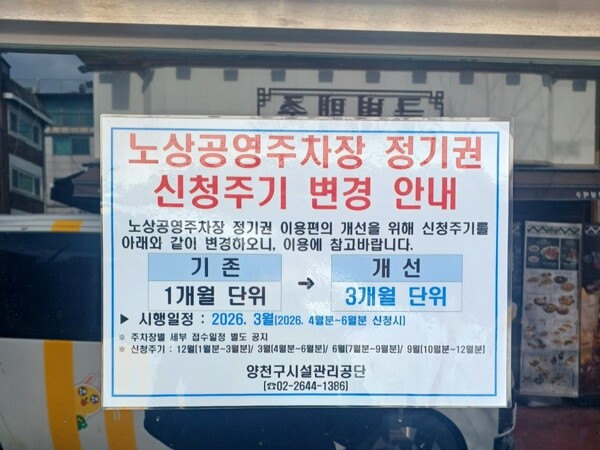 노상공영주차장 정기권
신청주기 변경 안내
노상공영주차장 정기권 이용편의 개선을 위해 신청주기를
아래와 같이 변경하오니, 이용에 참고바랍니다.
기 존
개 선
1개월 단위
➔
3개월 단위
▶ 시행일정 : 2026. 3월(2026. 4월분~6월분 신청시)
※ 주차장별 세부 접수일정 별도 공지
※ 신청주기 : 12월(1월분~3월분)/ 3월(4월분~6월분)/ 6월(7월분~9월분)/ 9월(10월분~12월분)
양천구시설관리공단
(☎02-2644-1386)